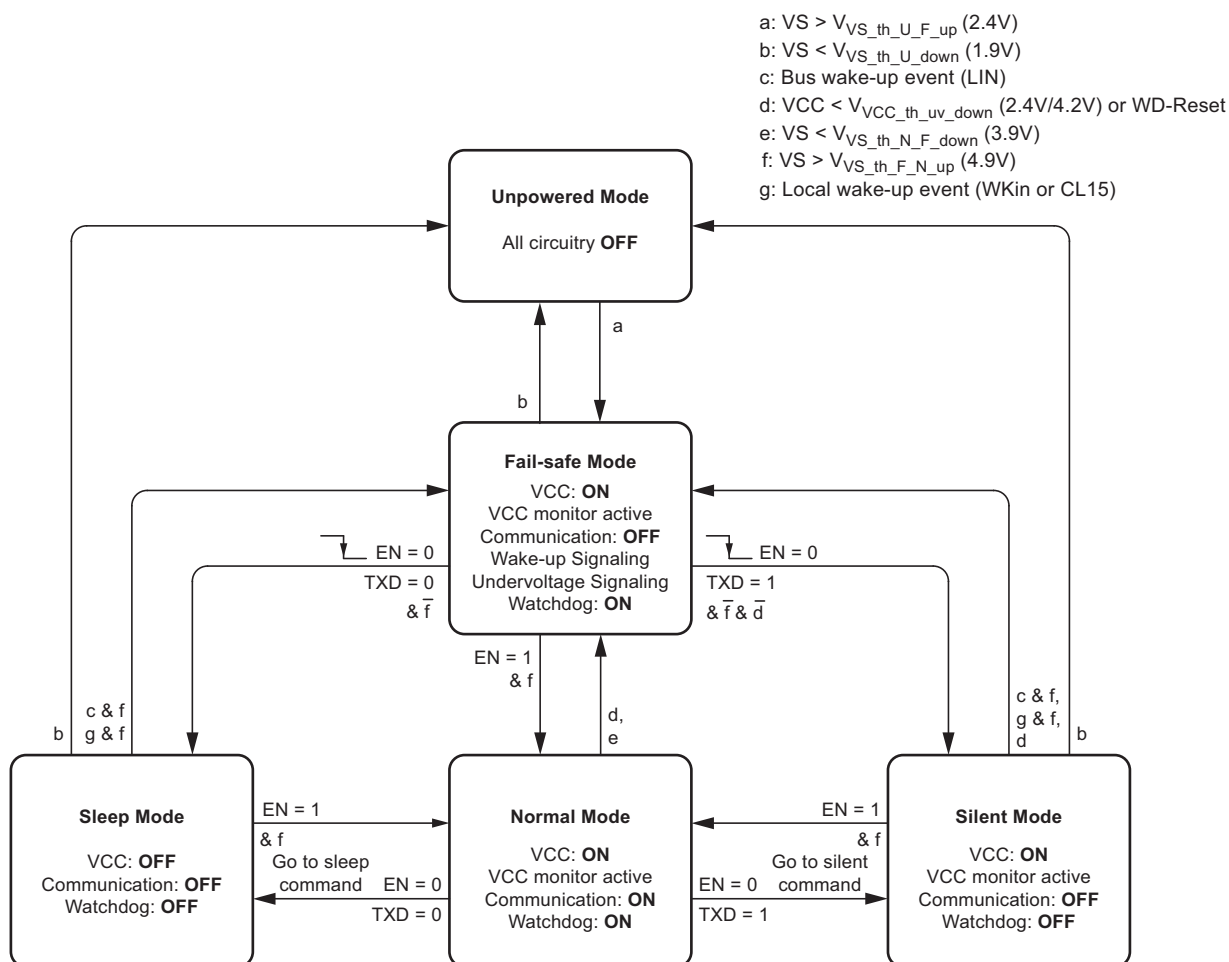 a: VS > VVS_th_U_F_up (2.4V)
b: VS < VVS_th_U_down (1.9V)
c: Bus wake-up event (LIN)
d: VCC < VVCC_th_uv_down (2.4V/4.2V) or WD-Reset
e: VS < VVS_th_N_F_down (3.9V)
f: VS > VVS_th_F_N_up (4.9V)
g: Local wake-up event (WKin or CL15)
Unpowered Mode
All circuitry OFF
a
b
Fail-safe Mode
VCC: ON
VCC monitor active
Communication: OFF
Wake-up Signaling
Undervoltage Signaling
Watchdog: ON
EN = 0
TXD = 0
& f̅
EN = 0
TXD = 1
& f̅ & d̅
EN = 1
& f
d,
e
b
c & f
g & f
c & f,
g & f,
d
b
Sleep Mode
VCC: OFF
Communication: OFF
Watchdog: OFF
EN = 1
& f
Go to sleep
command
EN = 0
TXD = 0
Normal Mode
VCC: ON
VCC monitor active
Communication: ON
Watchdog: ON
EN = 1
& f
Go to silent
command
EN = 0
TXD = 1
Silent Mode
VCC: ON
VCC monitor active
Communication: OFF
Watchdog: OFF